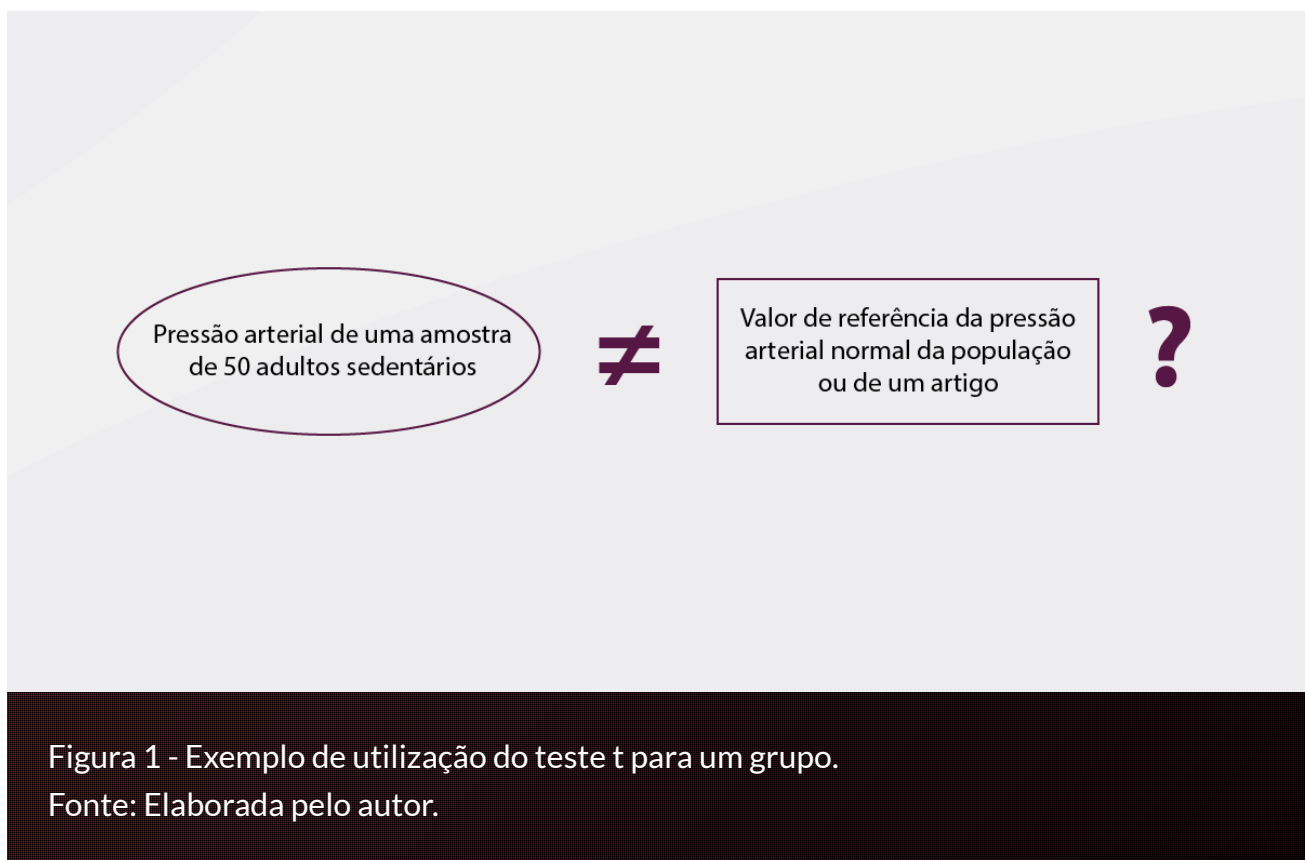 Pressão arterial de uma amostra
de 50 adultos sedentários
≠
Valor de referência da pressão
arterial normal da população
ou de um artigo
?
Figura 1 - Exemplo de utilização do teste t para um grupo.
Fonte: Elaborada pelo autor.